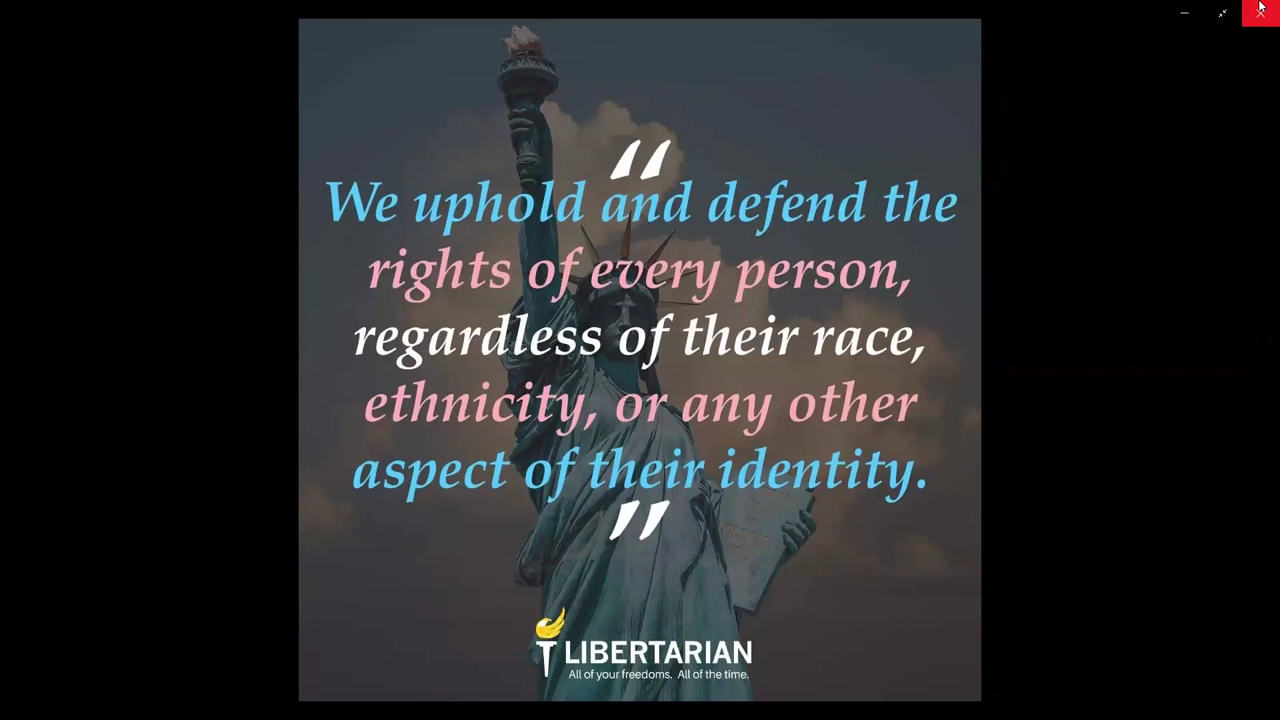 “
We uphold and defend the
rights of every person,
regardless of their race,
ethnicity, or any other
aspect of their identity.
”
LIBERTARIAN
All of your freedoms. All of the time.